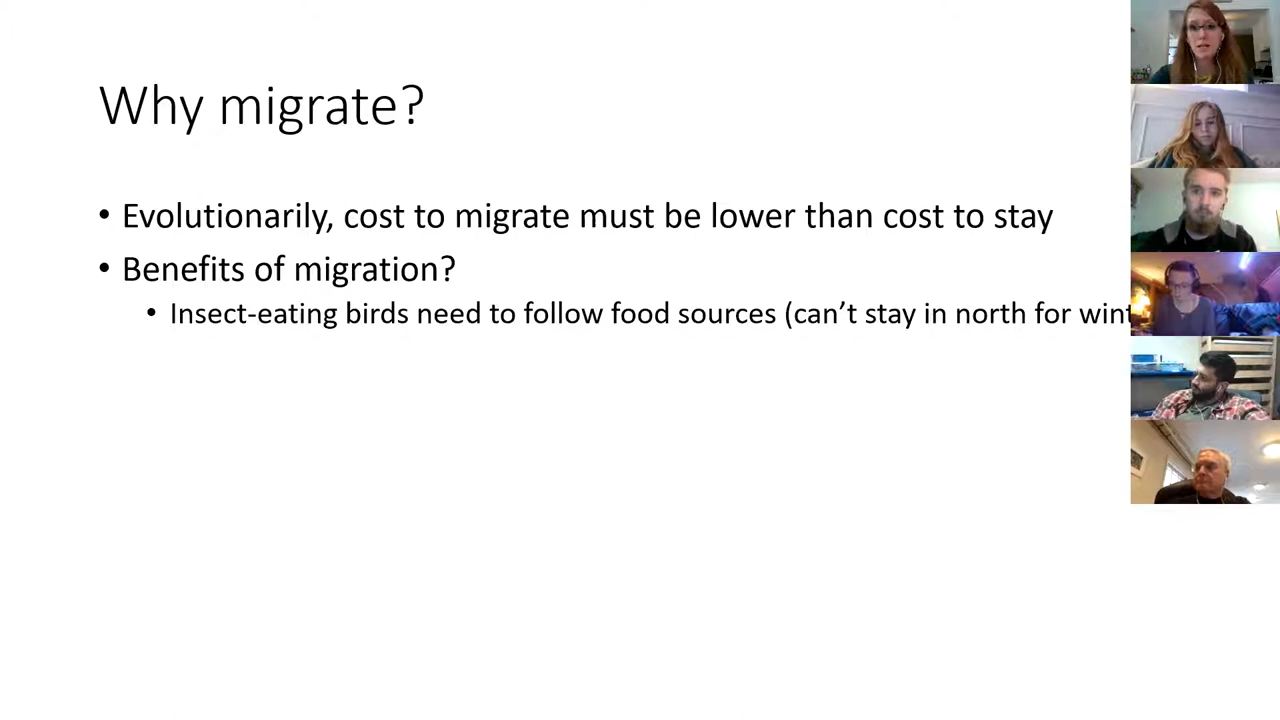 Why migrate?
• Evolutionarily, cost to migrate must be lower than cost to stay
• Benefits of migration?
• Insect-eating birds need to follow food sources (can’t stay in north for